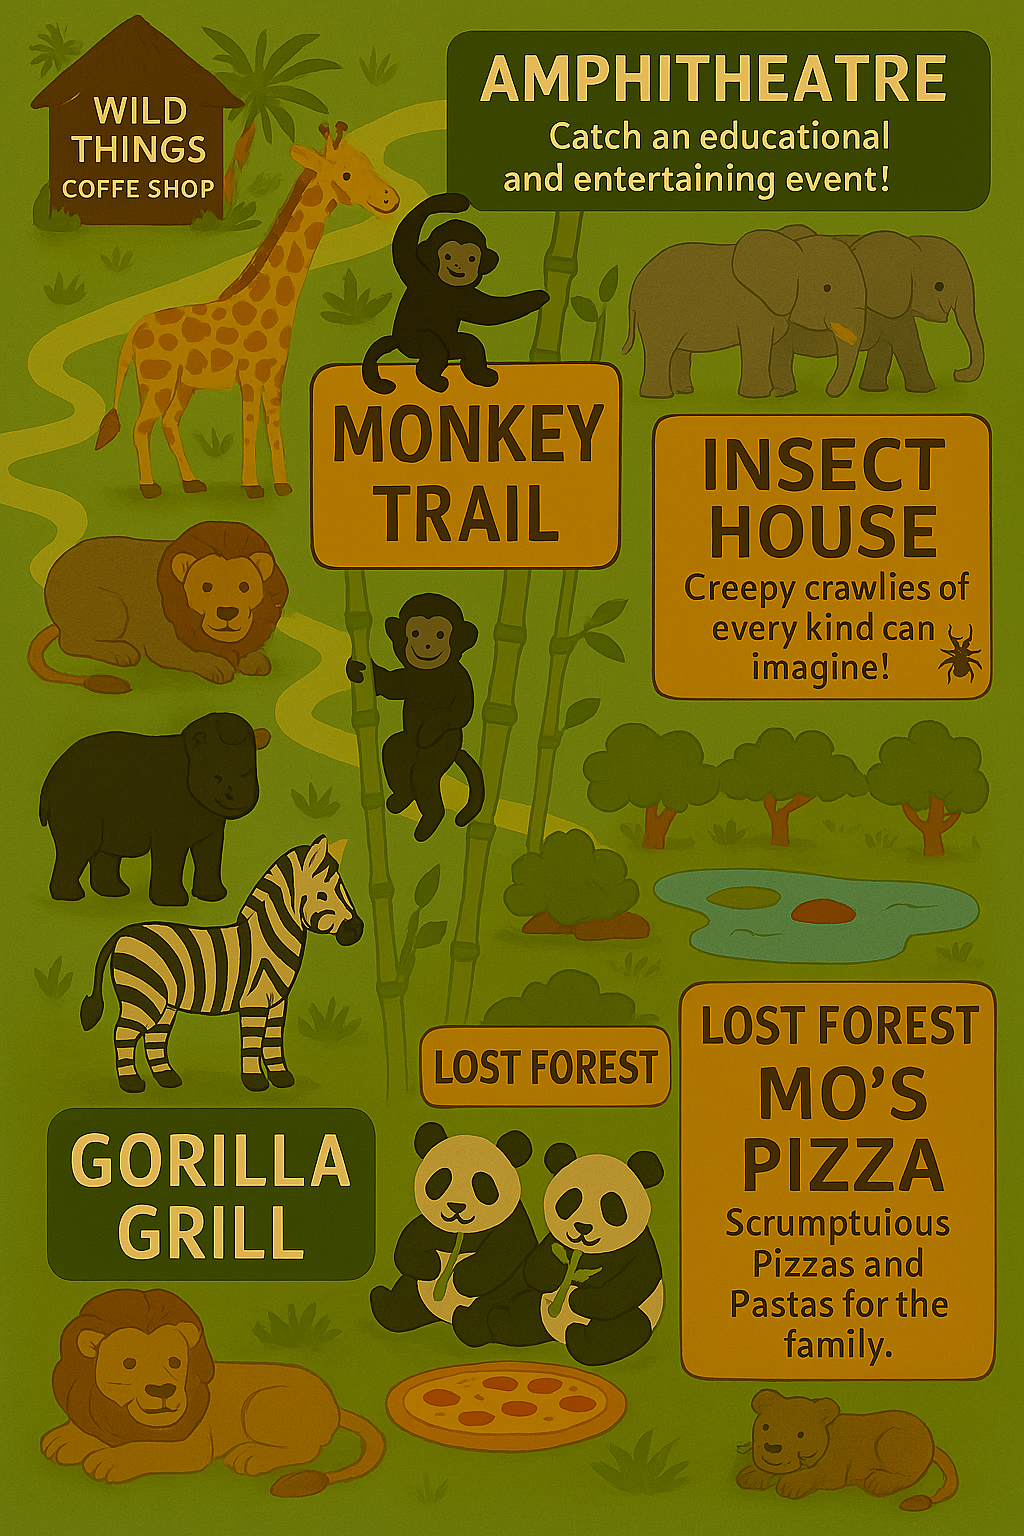 WILD
THINGS
COFFE SHOP
AMPHITHEATRE
Catch an educational
and entertaining event!
MONKEY
TRAIL
INSECT
HOUSE
Creepy crawlies of
every kind can
imagine!
LOST FOREST
LOST FOREST
MO'S
PIZZA
Scrumptuious
Pizzas and
Pastas for the
family.
GORILLA
GRILL